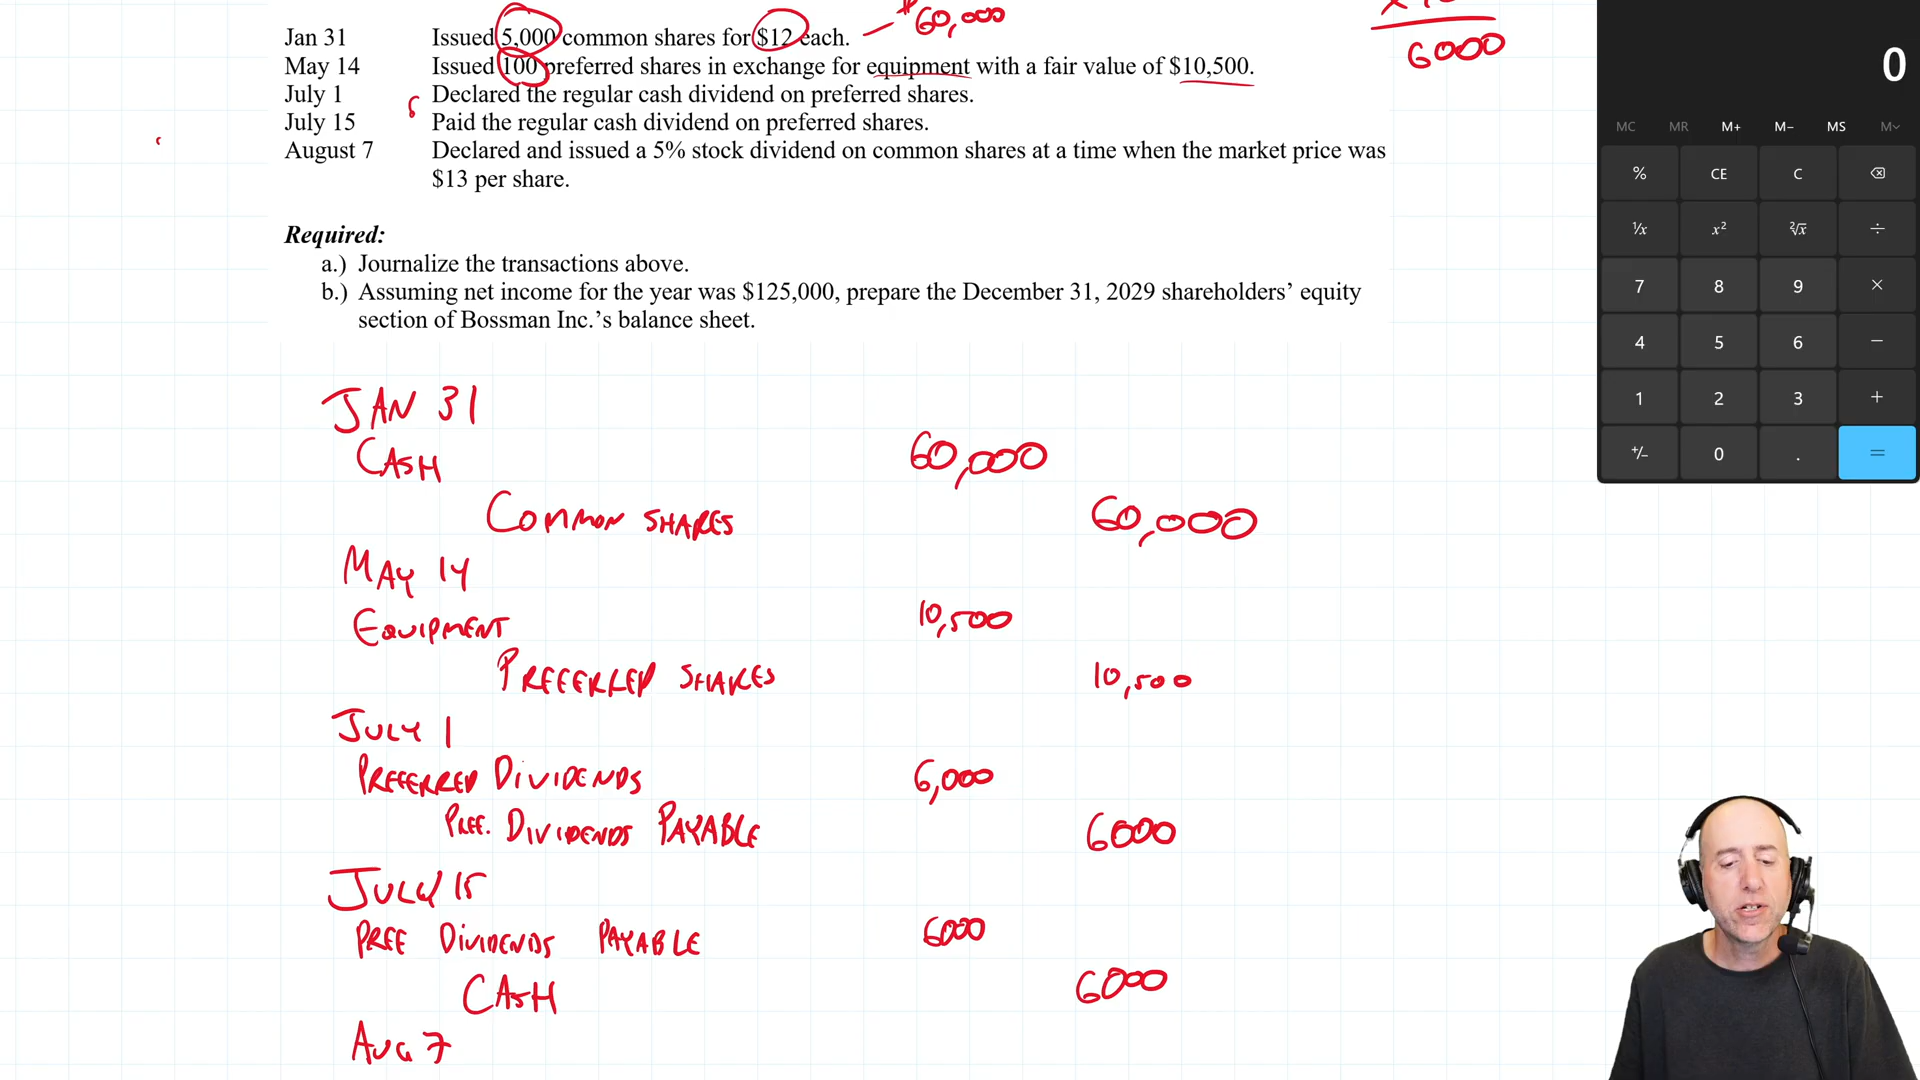 $60,000
6000
Jan 31 Issued 5,000 common shares for $12 each.
May 14 Issued 100 preferred shares in exchange for equipment with a fair value of $10,500.
July 1 Declared the regular cash dividend on preferred shares.
July 15 Paid the regular cash dividend on preferred shares.
August 7 Declared and issued a 5% stock dividend on common shares at a time when the market price was
$13 per share.
Required:
a.) Journalize the transactions above.
b.) Assuming net income for the year was $125,000, prepare the December 31, 2029 shareholders’ equity
section of Bossman Inc.’s balance sheet.
JAN 31
CASH 60,000
COMMON SHARES 60,000
MAY 14
EQUIPMENT 10,500
PREFERRED SHARES 10,500
JULY 1
PREFERRED DIVIDENDS 6,000
PREF. DIVIDENDS PAYABLE 6000
JULY 15
PREF DIVIDENDS PAYABLE 6000
CASH 6000
AUG 7
0
MC MR M+ M− MS M
% CE C
¹/x x² ²√x ÷
7 8 9 ×
4 5 6 −
1 2 3 +
+/− 0 . =